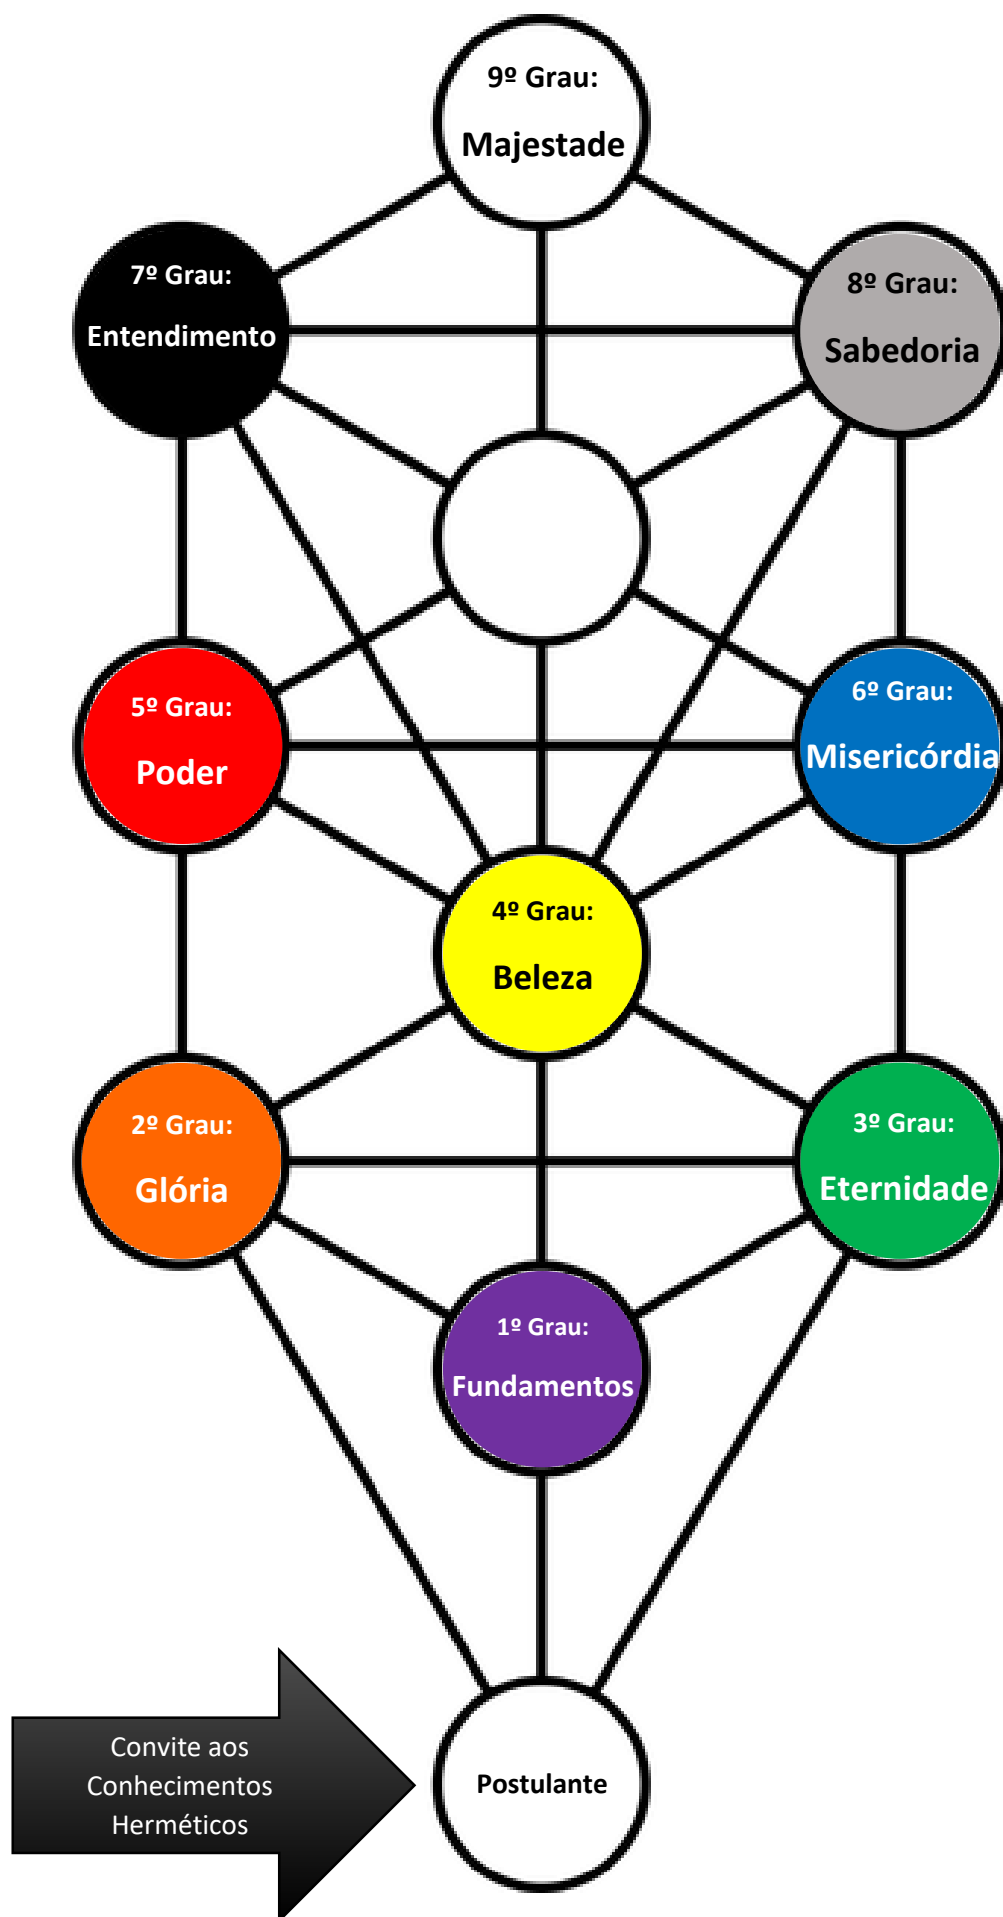 9º Grau:
Majestade
7º Grau:
Entendimento
8º Grau:
Sabedoria
5º Grau:
Poder
6º Grau:
Misericórdia
4º Grau:
Beleza
2º Grau:
Glória
3º Grau:
Eternidade
1º Grau:
Fundamentos
Convite aos
Conhecimentos
Herméticos
Postulante